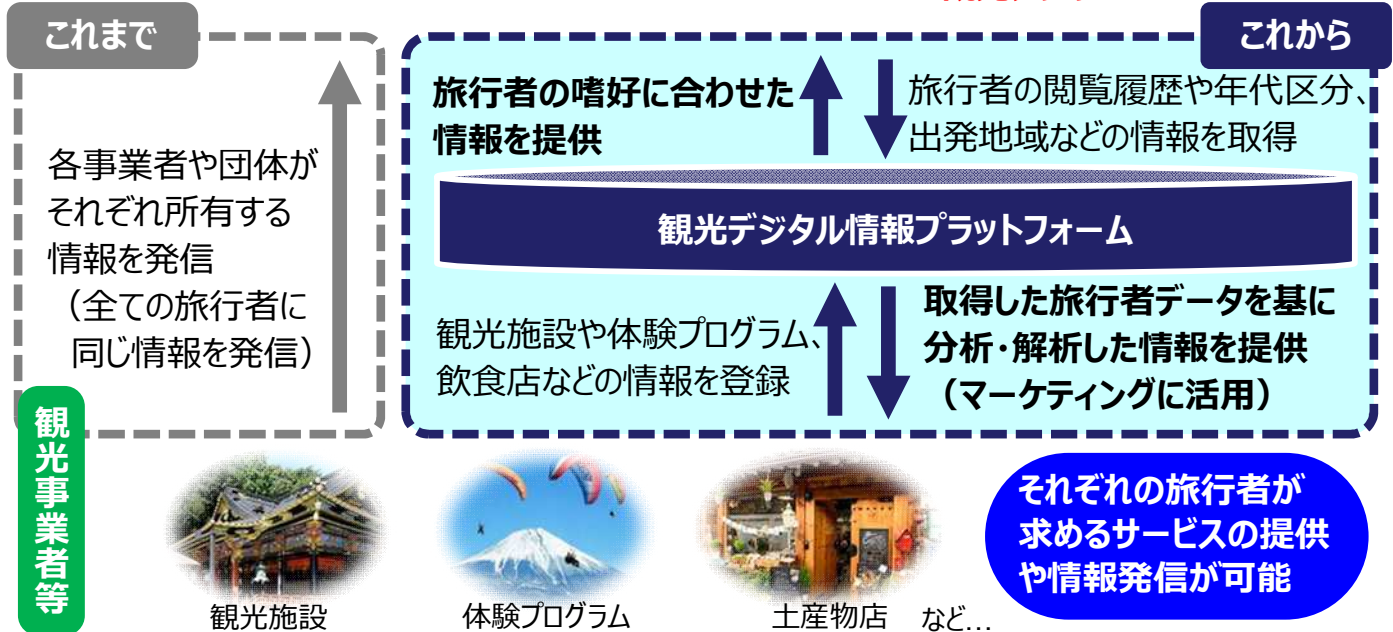 これまで
各事業者や団体が
それぞれ所有する
情報を発信
（全ての旅行者に
同じ情報を発信）
これから
旅行者の嗜好に合わせた
情報を提供
旅行者の閲覧履歴や年代区分、
出発地域などの情報を取得
観光デジタル情報プラットフォーム
観光施設や体験プログラム、
飲食店などの情報を登録
取得した旅行者データを基に
分析・解析した情報を提供
（マーケティングに活用）
観光事業者等
観光施設
体験プログラム
土産物店
など…
それぞれの旅行者が
求めるサービスの提供
や情報発信が可能